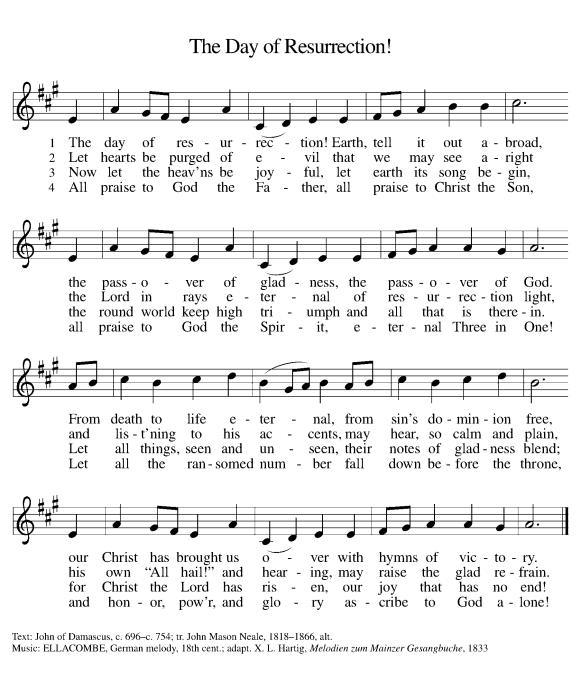 The Day of Resurrection!
1 The day of res - ur - rec - tion! Earth, tell it out a - broad,
2 Let hearts be purged of e - vil that we may see a - right
3 Now let the heav'ns be joy - ful, let earth its song be - gin,
4 All praise to God the Fa - ther, all praise to Christ the Son,
the pass - o - ver of glad - ness, the pass - o - ver of God.
the Lord in rays e - ter - nal of res - ur - rec - tion light,
the round world keep high tri - umph and all that is there - in.
all praise to God the Spir - it, e - ter - nal Three in One!
From death to life e - ter - nal, from sin's do - min - ion free,
and lis - t'ning to his ac - cents, may hear, so calm and plain,
Let all things, seen and un - seen, their notes of glad - ness blend;
Let all the ran - somed num - ber fall down be - fore the throne,
our Christ has brought us o - ver with hymns of vic - to - ry.
his own “All hail!” and hear - ing, may raise the glad re - frain.
for Christ the Lord has ris - en, our joy that has no end!
and hon - or, pow'r, and glo - ry as - cribe to God a - lone!
Text: John of Damascus, c. 696–c. 754; tr. John Mason Neale, 1818–1866, alt.
Music: ELLACOMBE, German melody, 18th cent.; adapt. X. L. Hartig, Melodien zum Mainzer Gesangbuche, 1833